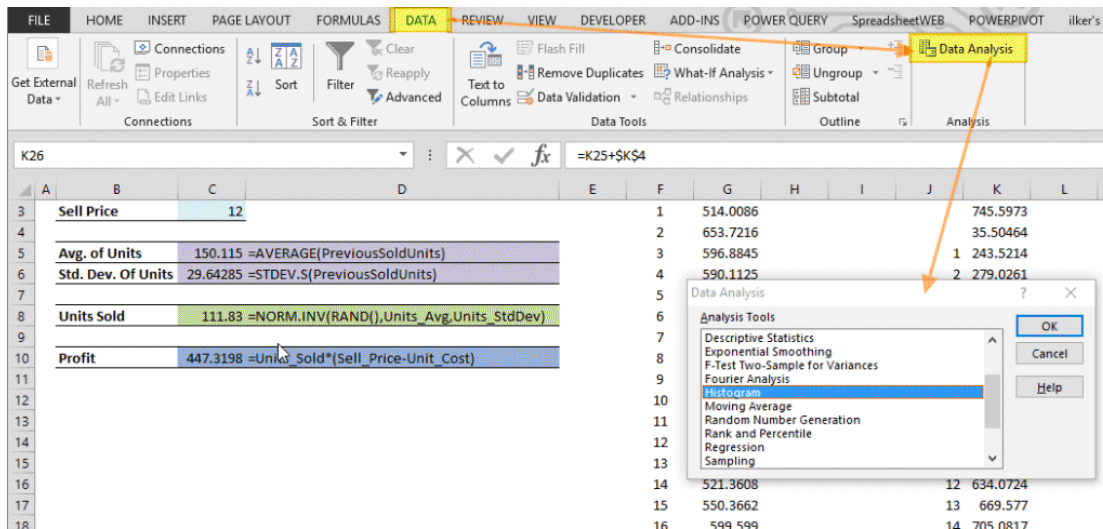 FILE HOME INSERT PAGE LAYOUT FORMULAS DATA REVIEW VIEW DEVELOPER ADD-INS POWER QUERY SpreadsheetWEB POWERPIVOT ilker's
Get External Data
Refresh All
Connections
Properties
Edit Links
Connections
Sort
Filter
Clear
Reapply
Advanced
Sort & Filter
Text to Columns
Flash Fill
Remove Duplicates
Data Validation
Consolidate
What-If Analysis
Relationships
Data Tools
Group
Ungroup
Subtotal
Outline
Data Analysis
Analysis
K26 fx =K25+$K$4
A B C D E F G H I J K L
3 Sell Price 12 1 514.0086 745.5973
4 2 653.7216 35.50464
5 Avg. of Units 150.115 =AVERAGE(PreviousSoldUnits) 3 596.8845 1 243.5214
6 Std. Dev. Of Units 29.64285 =STDEV.S(PreviousSoldUnits) 4 590.1125 2 279.0261
7 5
8 Units Sold 111.83 =NORM.INV(RAND(),Units_Avg,Units_StdDev) 6
9 7
10 Profit 447.3198 =Units_Sold*(Sell_Price-Unit_Cost) 8
11 9
12 10
13 11
14 12
15 13
16 14 521.3608 12 634.0724
17 15 550.3662 13 669.577
18 16 599.599 14 705.0817
Data Analysis ?
Analysis Tools
Descriptive Statistics
Exponential Smoothing
F-Test Two-Sample for Variances
Fourier Analysis
Histogram
Moving Average
Random Number Generation
Rank and Percentile
Regression
Sampling
OK
Cancel
Help